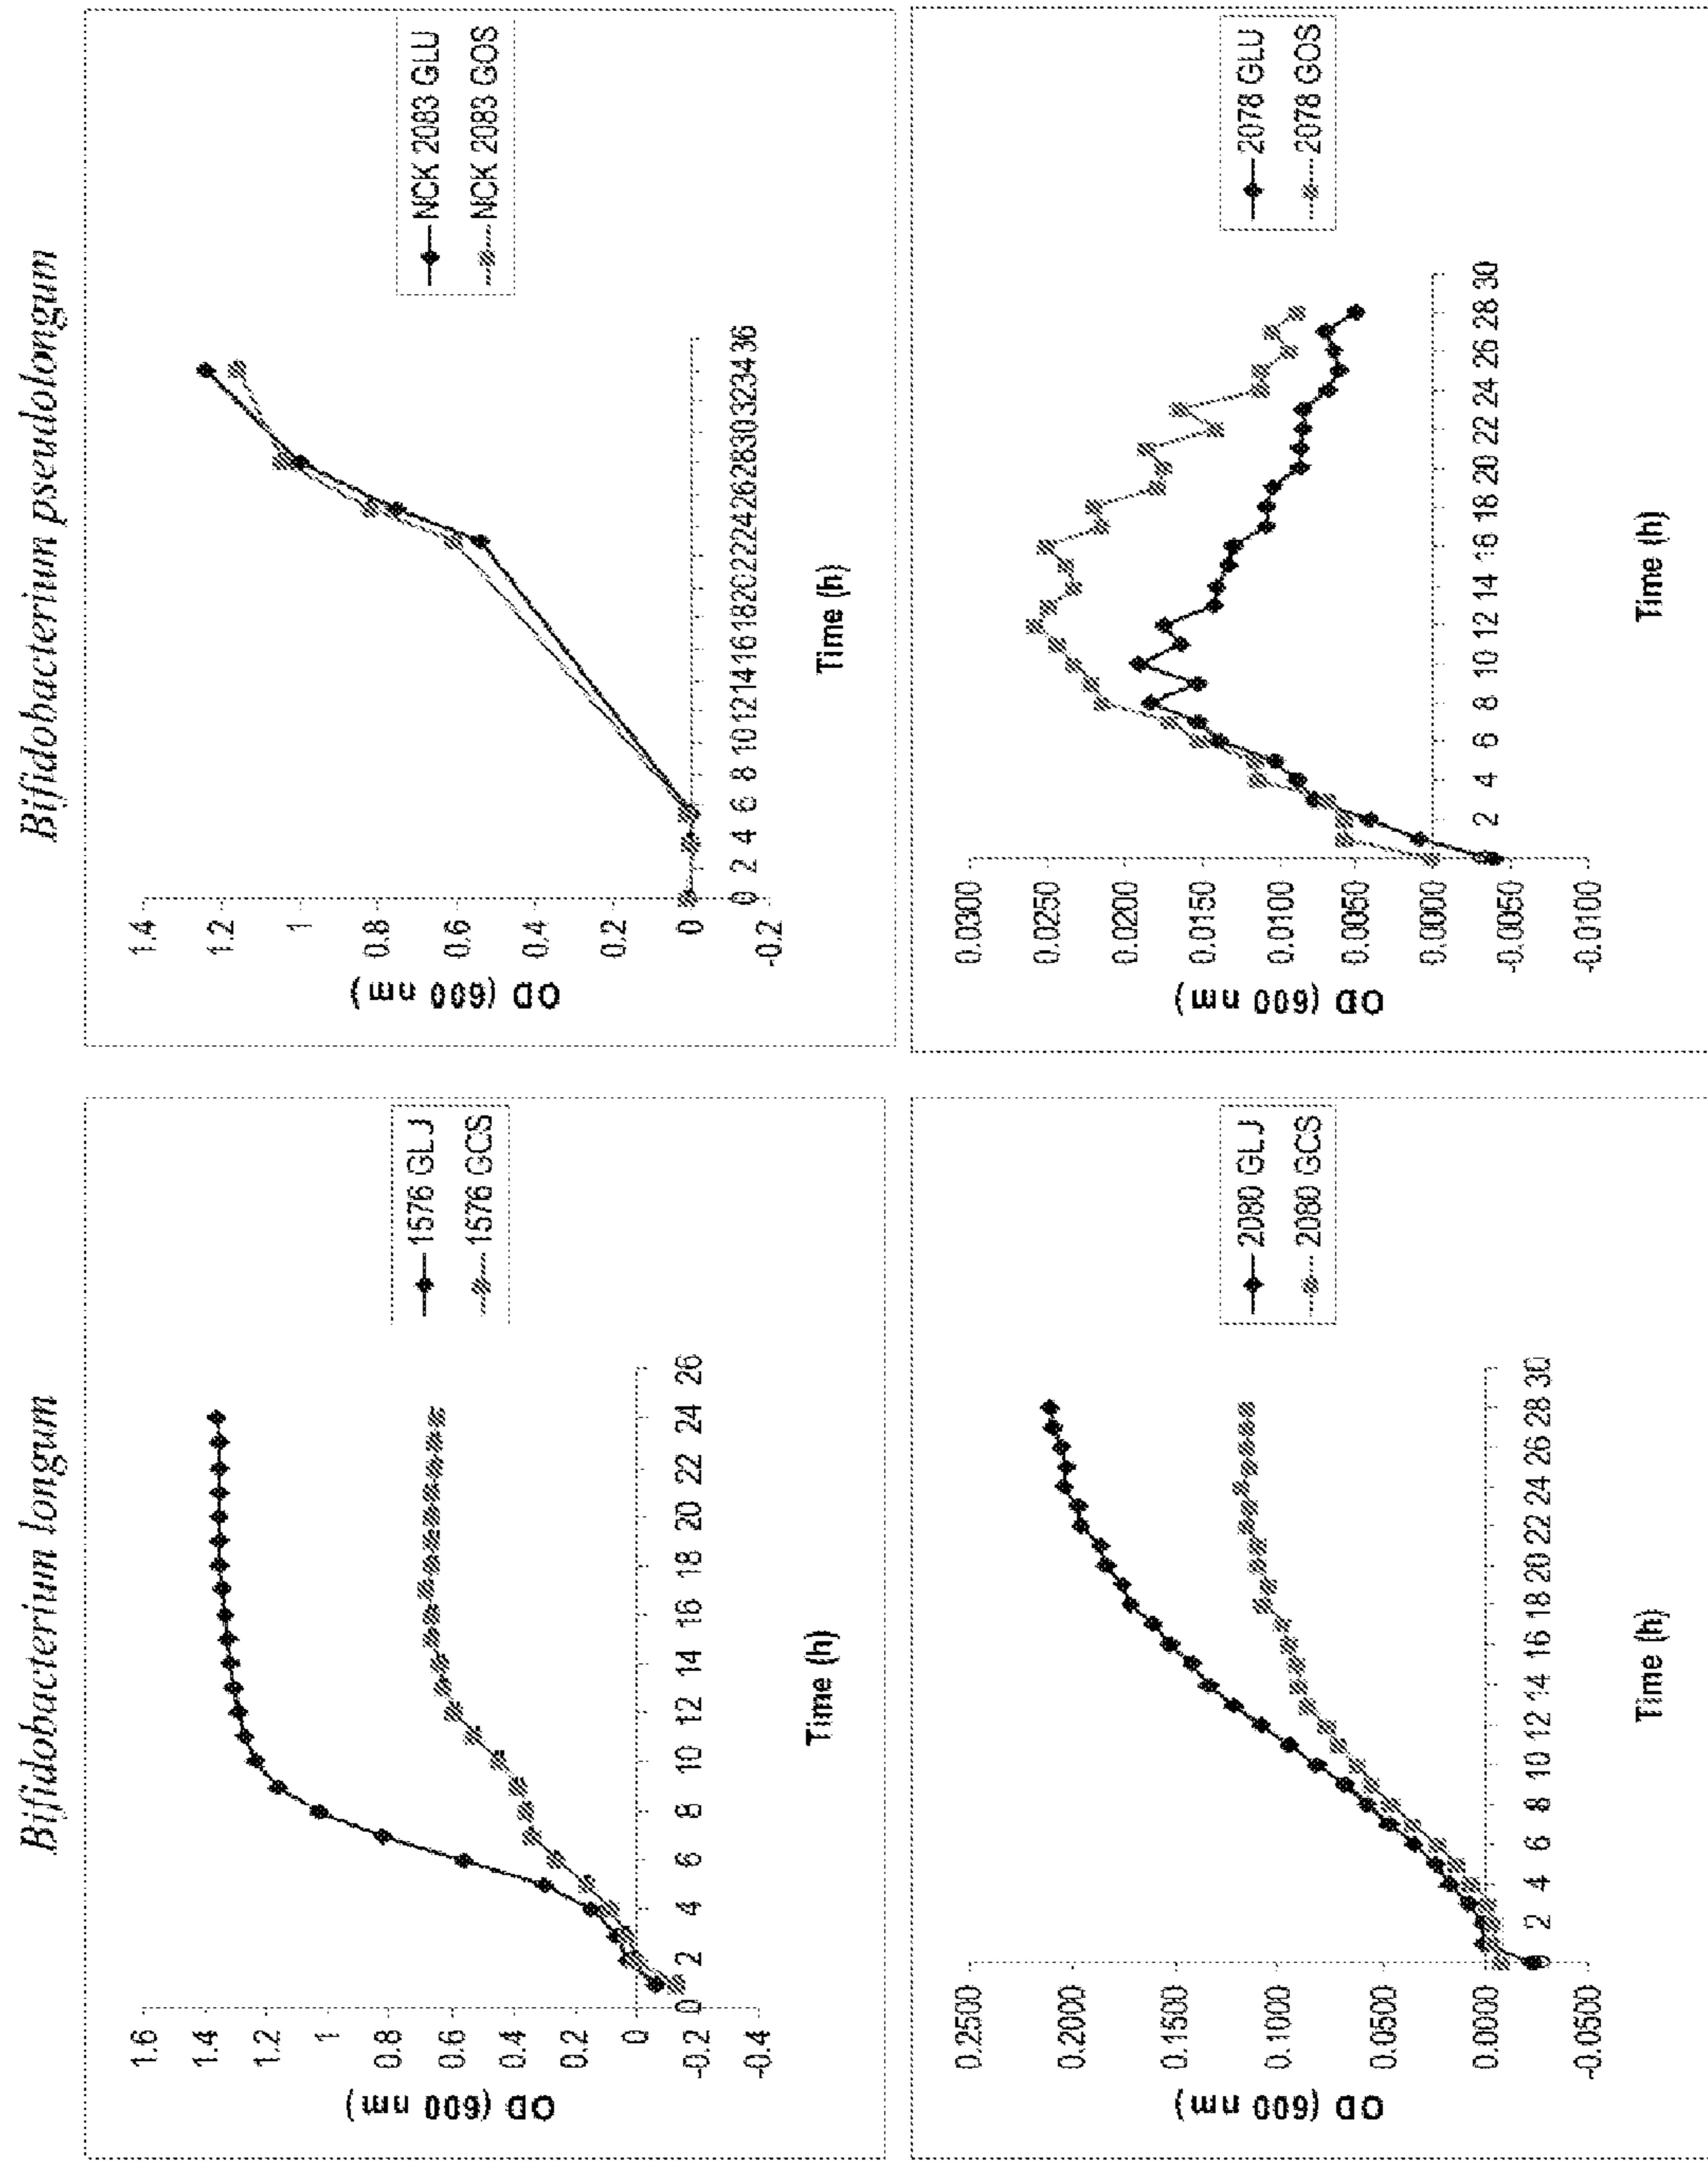 Bifidobacterium longum
1.6
1.4
1.2
1
0.8
0.6
0.4
0.2
0
-0.2
-0.4
OD (600 nm)
0 2 4 6 8 10 12 14 16 18 20 22 24 26
Time (h)
1576 GLJ
1576 GCS
0.2500
0.2000
0.1500
0.1000
0.0500
0.0000
-0.0500
OD (600 nm)
0 2 4 6 8 10 12 14 16 18 20 22 24 26 28 30
Time (h)
2080 GLJ
2080 GCS
Bifidobacterium pseudolongum
1.4
1.2
1
0.8
0.6
0.4
0.2
0
-0.2
OD (600 nm)
0 2 4 6 8 10 12 14 16 18 20 22 24 26 28 30 32 34 36
Time (h)
NCK 2083 GLU
NCK 2083 GOS
0.0300
0.0250
0.0200
0.0150
0.0100
0.0050
0.0000
-0.0050
-0.0100
OD (600 nm)
0 2 4 6 8 10 12 14 16 18 20 22 24 26 28 30
Time (h)
2078 GLU
2078 GOS